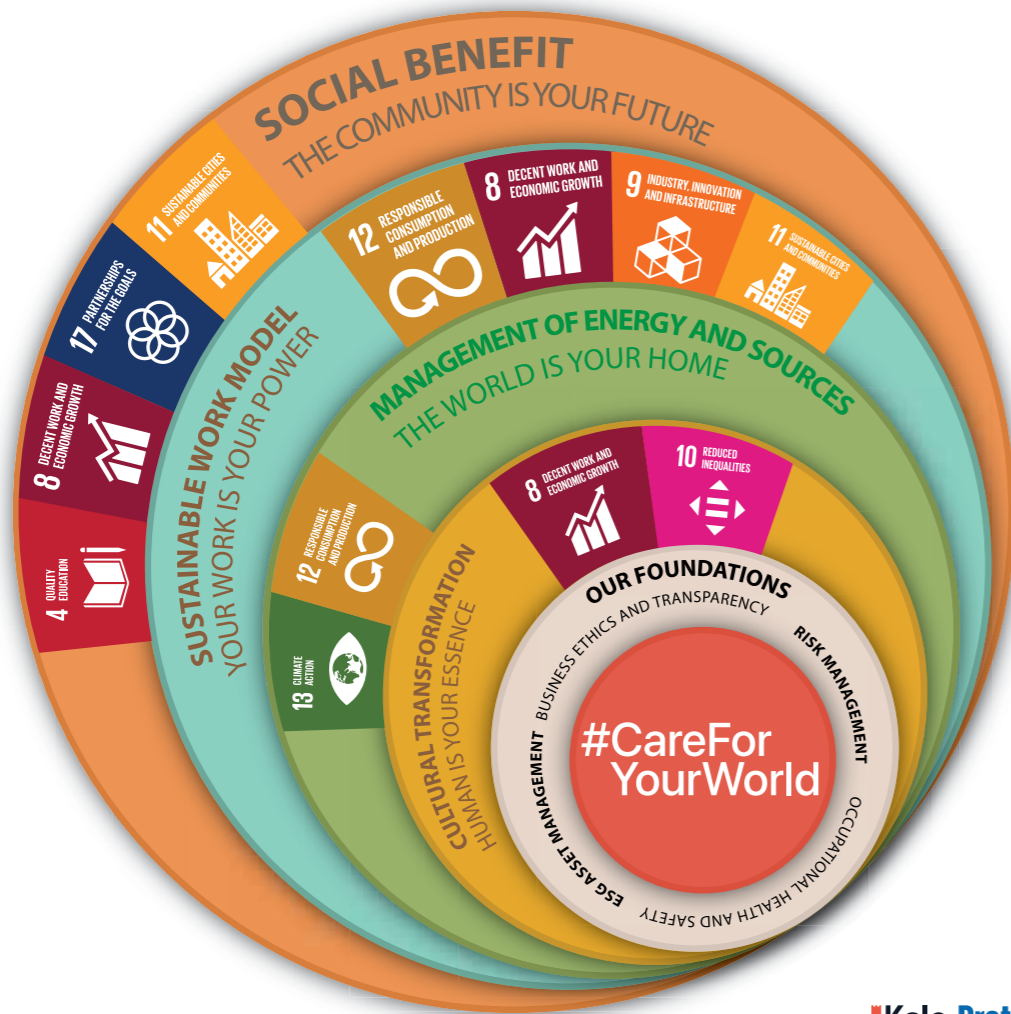 SOCIAL BENEFIT
THE COMMUNITY IS YOUR FUTURE
11 SUSTAINABLE CITIES
AND COMMUNITIES
17 PARTNERSHIPS
FOR THE GOALS
8 DECENT WORK AND
ECONOMIC GROWTH
4 QUALITY
EDUCATION
SUSTAINABLE WORK MODEL
YOUR WORK IS YOUR POWER
12 RESPONSIBLE
CONSUMPTION
AND PRODUCTION
8 DECENT WORK AND
ECONOMIC GROWTH
9 INDUSTRY, INNOVATION
AND INFRASTRUCTURE
11 SUSTAINABLE CITIES
AND COMMUNITIES
MANAGEMENT OF ENERGY AND SOURCES
THE WORLD IS YOUR HOME
12 RESPONSIBLE
CONSUMPTION
AND PRODUCTION
13 CLIMATE
ACTION
CULTURAL TRANSFORMATION
HUMAN IS YOUR ESSENCE
8 DECENT WORK AND
ECONOMIC GROWTH
10 REDUCED
INEQUALITIES
OUR FOUNDATIONS
BUSINESS ETHICS AND TRANSPARENCY
RISK MANAGEMENT
OCCUPATIONAL HEALTH AND SAFETY
ESG ASSET MANAGEMENT
#CareFor
YourWorld